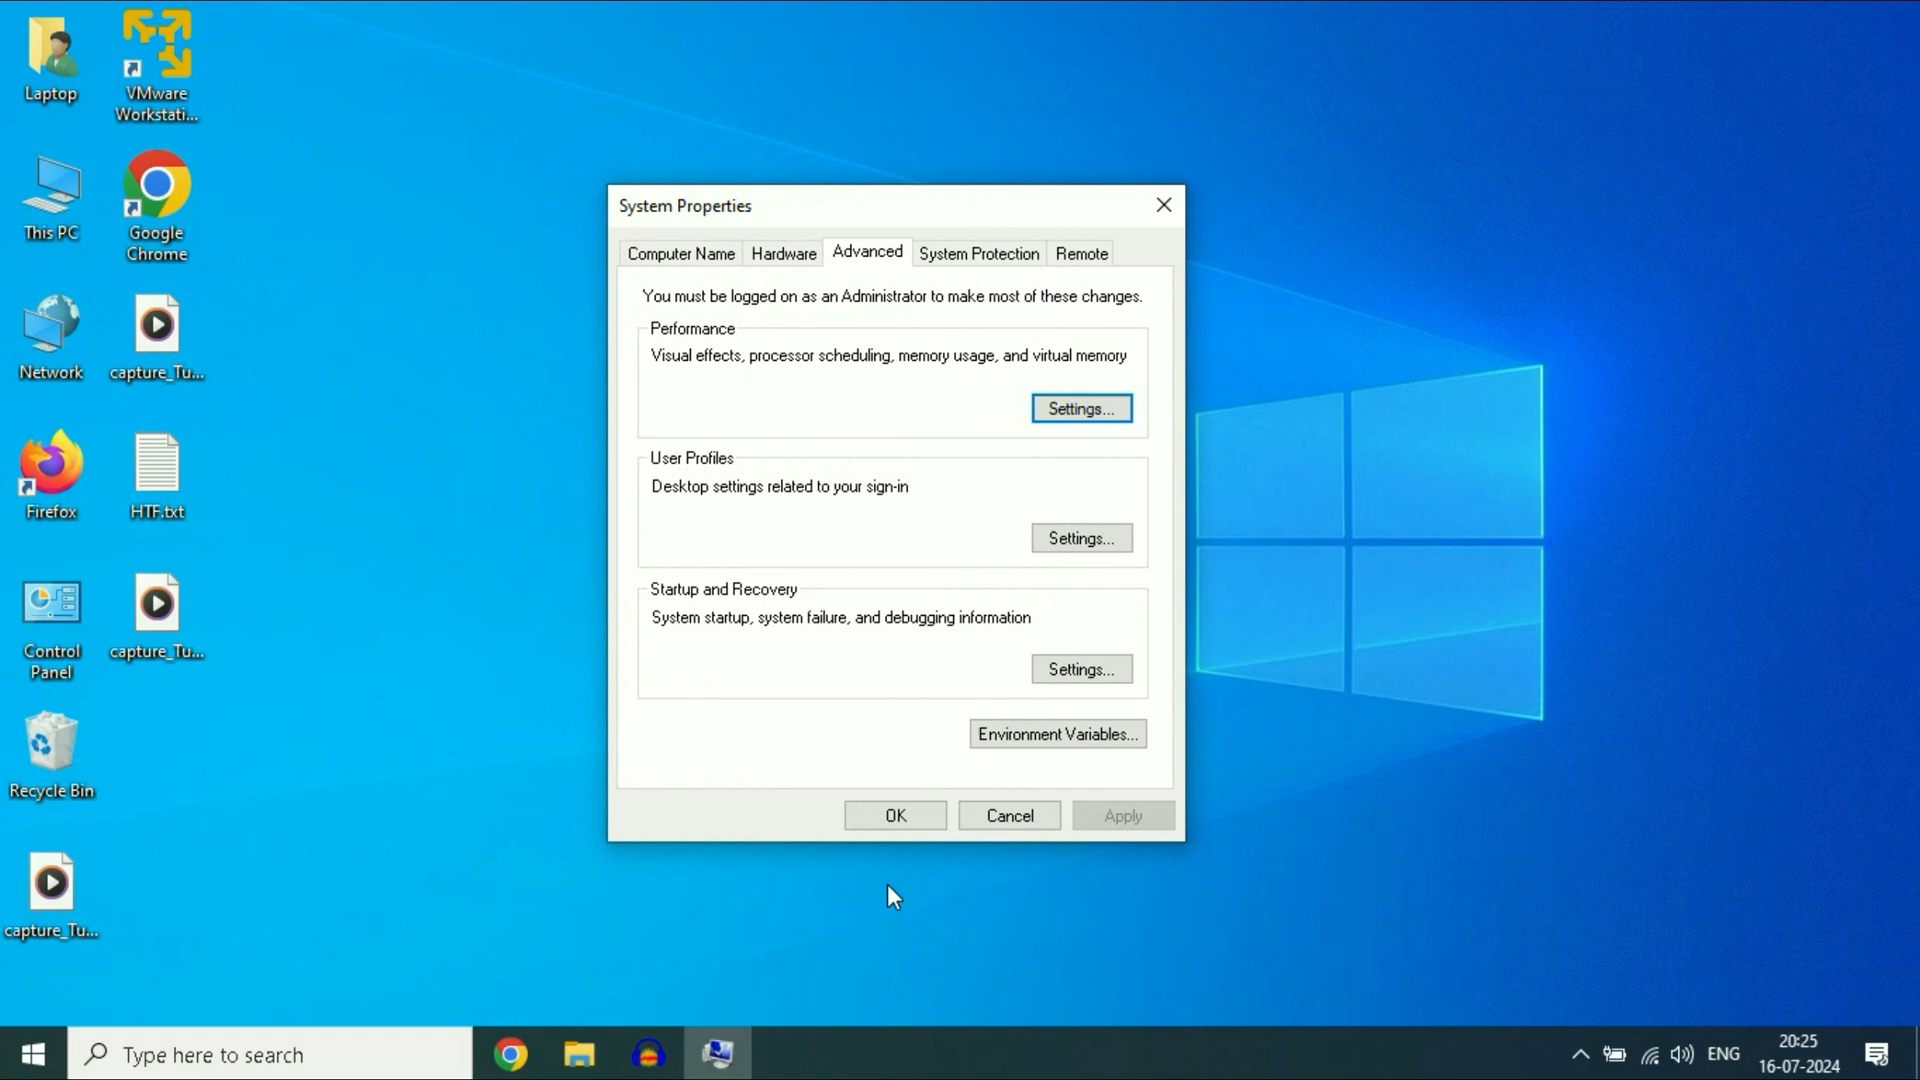 Laptop
VMware
Workstati...
This PC
Google
Chrome
Network
capture_Tu...
Firefox
HTF.txt
Control
Panel
capture_Tu...
Recycle Bin
capture_Tu...
System Properties
Computer Name
Hardware
Advanced
System Protection
Remote
You must be logged on as an Administrator to make most of these changes.
Performance
Visual effects, processor scheduling, memory usage, and virtual memory
Settings...
User Profiles
Desktop settings related to your sign-in
Settings...
Startup and Recovery
System startup, system failure, and debugging information
Settings...
Environment Variables...
OK
Cancel
Apply
Type here to search
ENG
20:25
16-07-2024